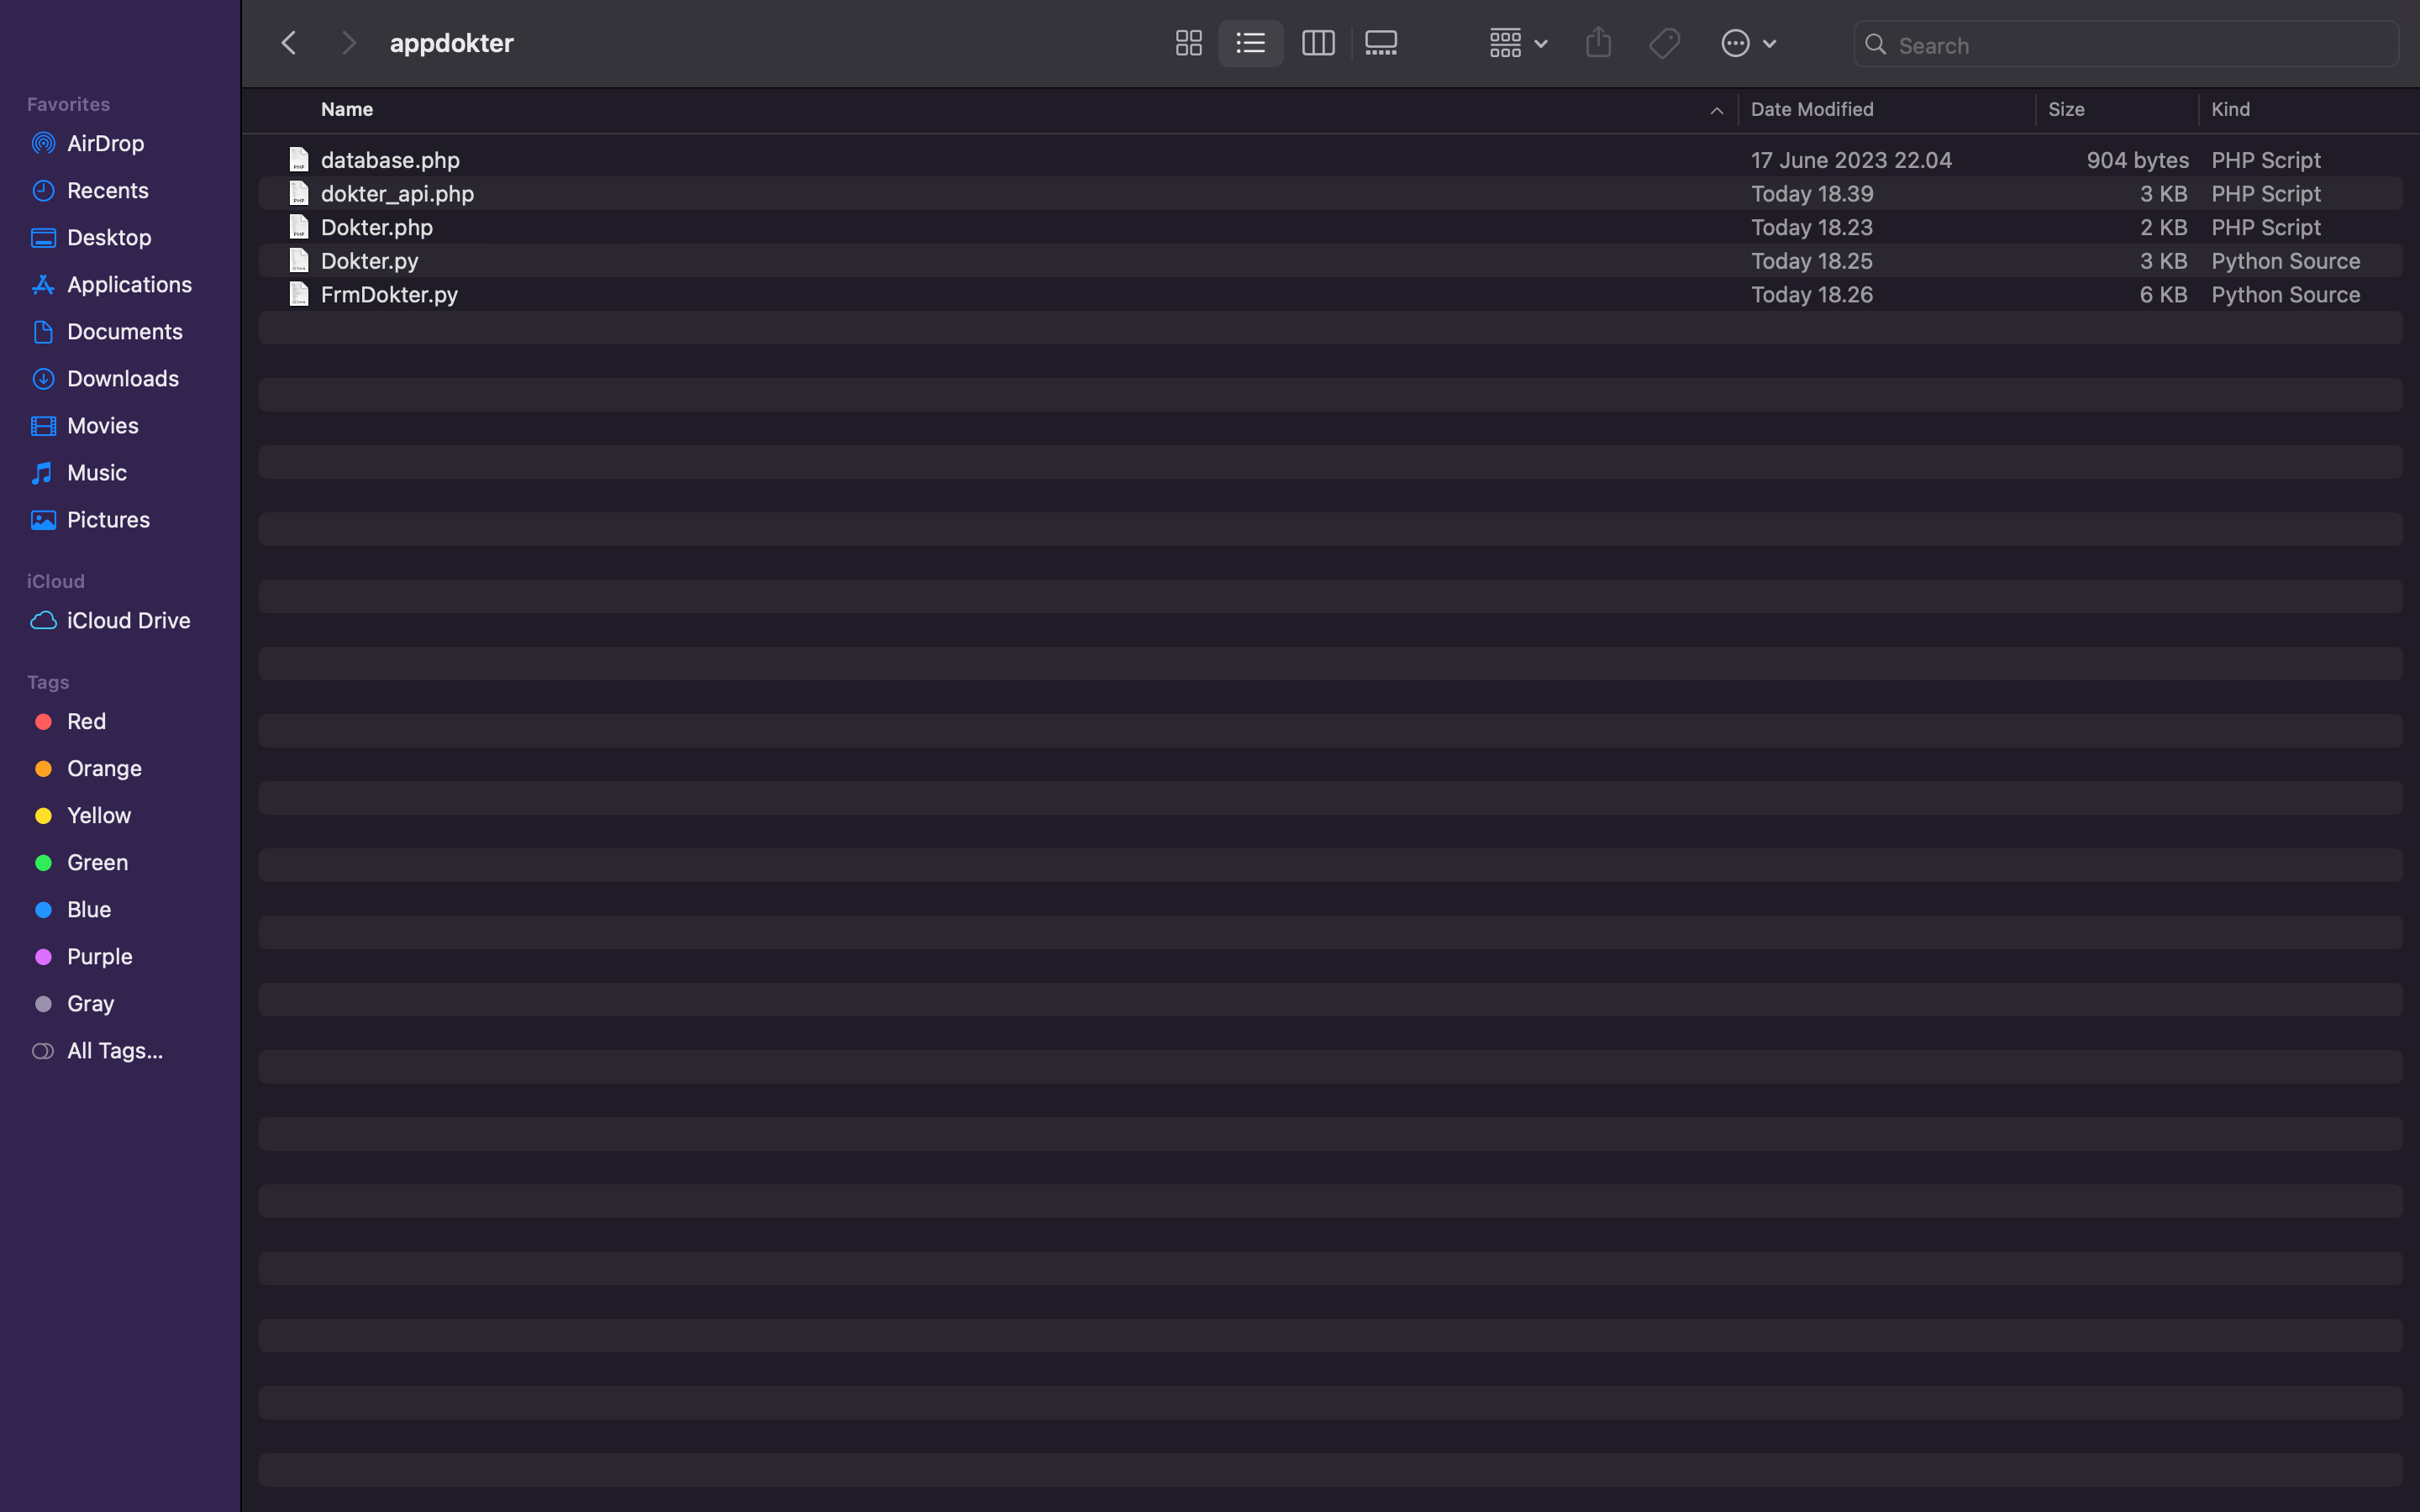 appdokter
Search
Favorites
AirDrop
Recents
Desktop
Applications
Documents
Downloads
Movies
Music
Pictures
iCloud
iCloud Drive
Tags
Red
Orange
Yellow
Green
Blue
Purple
Gray
All Tags...
Name Date Modified Size Kind
database.php 17 June 2023 22.04 904 bytes PHP Script
dokter_api.php Today 18.39 3 KB PHP Script
Dokter.php Today 18.23 2 KB PHP Script
Dokter.py Today 18.25 3 KB Python Source
FrmDokter.py Today 18.26 6 KB Python Source